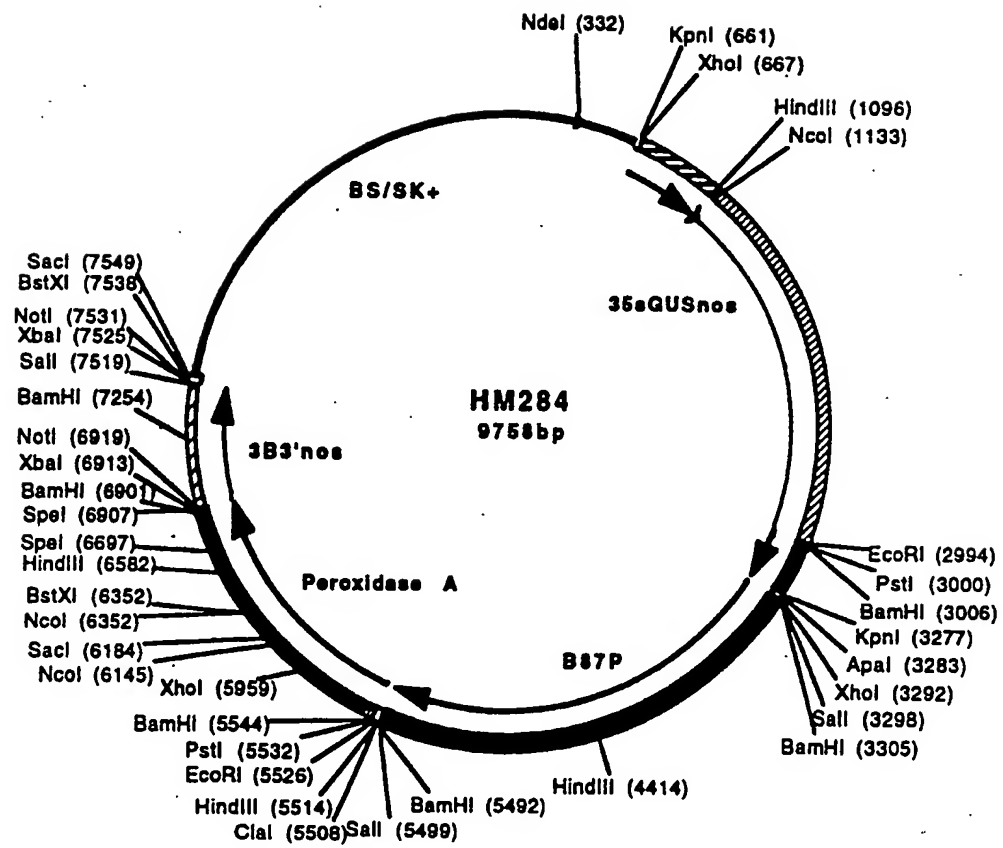 NdeI (332)
KpnI (661)
XhoI (667)
HindIII (1096)
NcoI (1133)
BS/SK+
SacI (7549)
BstXI (7538)
NotI (7531)
XbaI (7525)
SalI (7519)
BamHI (7254)
NotI (6919)
XbaI (6913)
BamHI (6901)
SpeI (6907)
SpeI (6697)
HindIII (6582)
BstXI (6352)
NcoI (6352)
SacI (6184)
NcoI (6145)
XhoI (5959)
BamHI (5544)
PstI (5532)
EcoRI (5526)
HindIII (5514)
ClaI (5508)
SalI (5499)
BamHI (5492)
HindIII (4414)
35sGUSnos
HM284
9758bp
3B3'nos
Peroxidase A
B87P
EcoRI (2994)
PstI (3000)
BamHI (3006)
KpnI (3277)
ApaI (3283)
XhoI (3292)
SalI (3298)
BamHI (3305)